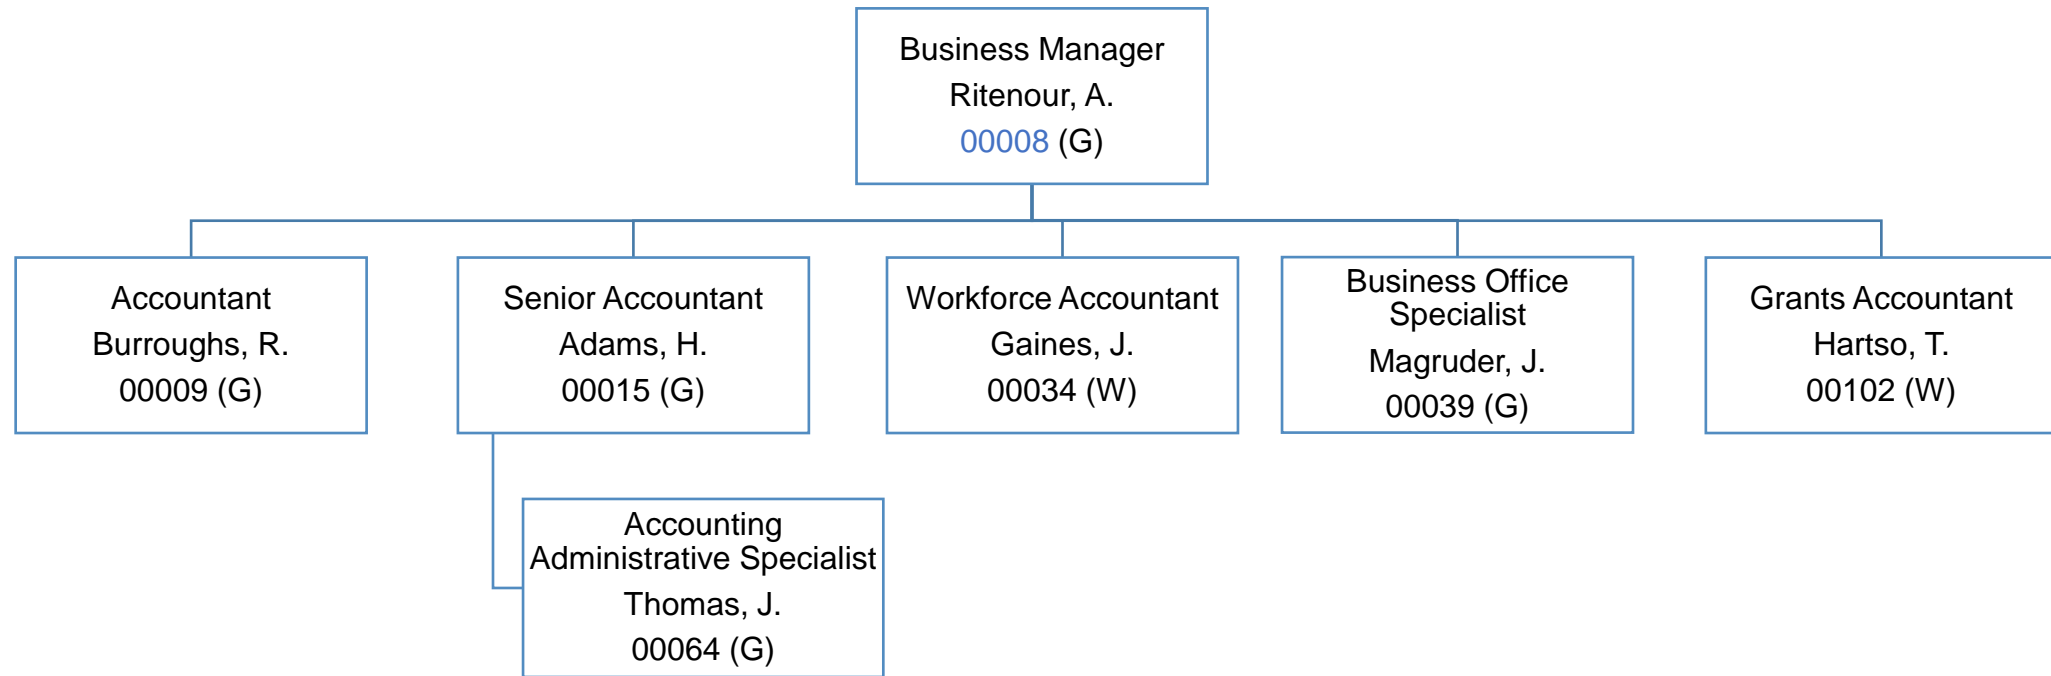 Business Manager
Ritenour, A.
00008 (G)
Accountant
Burroughs, R.
00009 (G)
Senior Accountant
Adams, H.
00015 (G)
Workforce Accountant
Gaines, J.
00034 (W)
Business Office
Specialist
Magruder, J.
00039 (G)
Grants Accountant
Hartso, T.
00102 (W)
Accounting
Administrative Specialist
Thomas, J.
00064 (G)